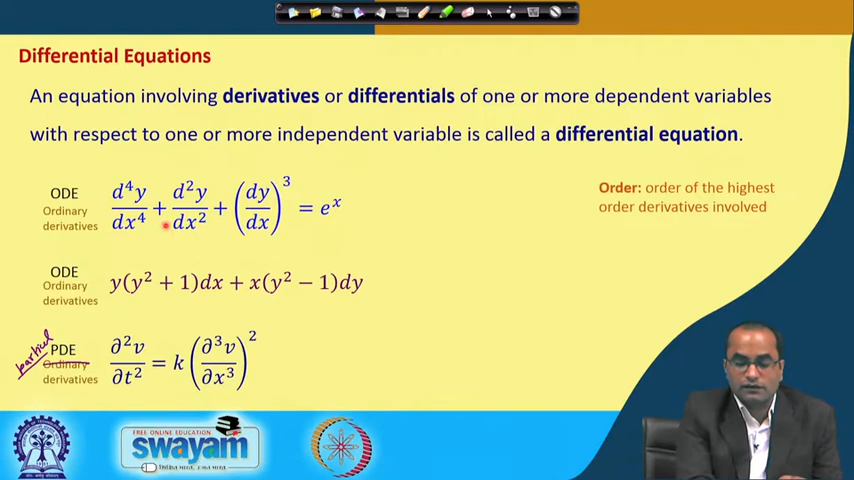 Differential Equations
An equation involving derivatives or differentials of one or more dependent variables
with respect to one or more independent variable is called a differential equation.
ODE
Ordinary
derivatives
d⁴y/dx⁴ + d²y/dx² + (dy/dx)³ = eˣ
Order: order of the highest
order derivatives involved
ODE
Ordinary
derivatives
y(y² + 1)dx + x(y² − 1)dy
partial
PDE
Ordinary
derivatives
∂²v/∂t² = k(∂³v/∂x³)²
FREE ONLINE EDUCATION
swayam